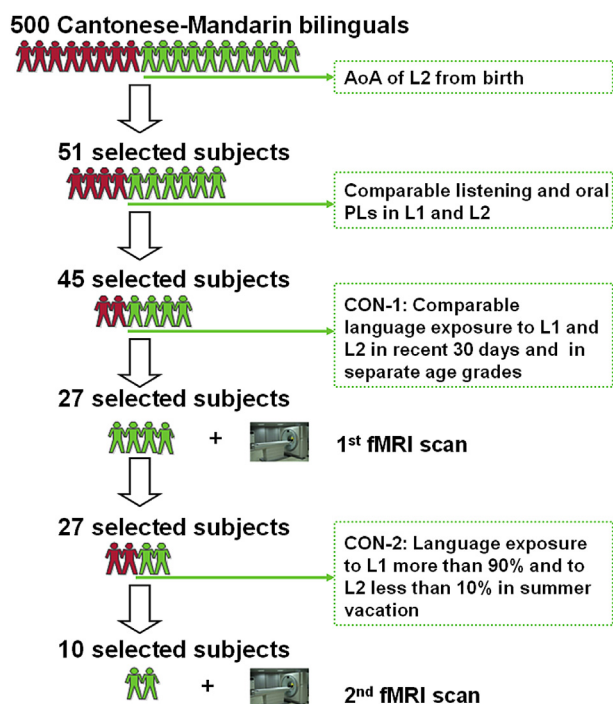 500 Cantonese-Mandarin bilinguals
AoA of L2 from birth
51 selected subjects
Comparable listening and oral
PLs in L1 and L2
45 selected subjects
CON-1: Comparable
language exposure to L1 and
L2 in recent 30 days and in
separate age grades
27 selected subjects
+
1st fMRI scan
27 selected subjects
CON-2: Language exposure
to L1 more than 90% and to
L2 less than 10% in summer
vacation
10 selected subjects
+
2nd fMRI scan